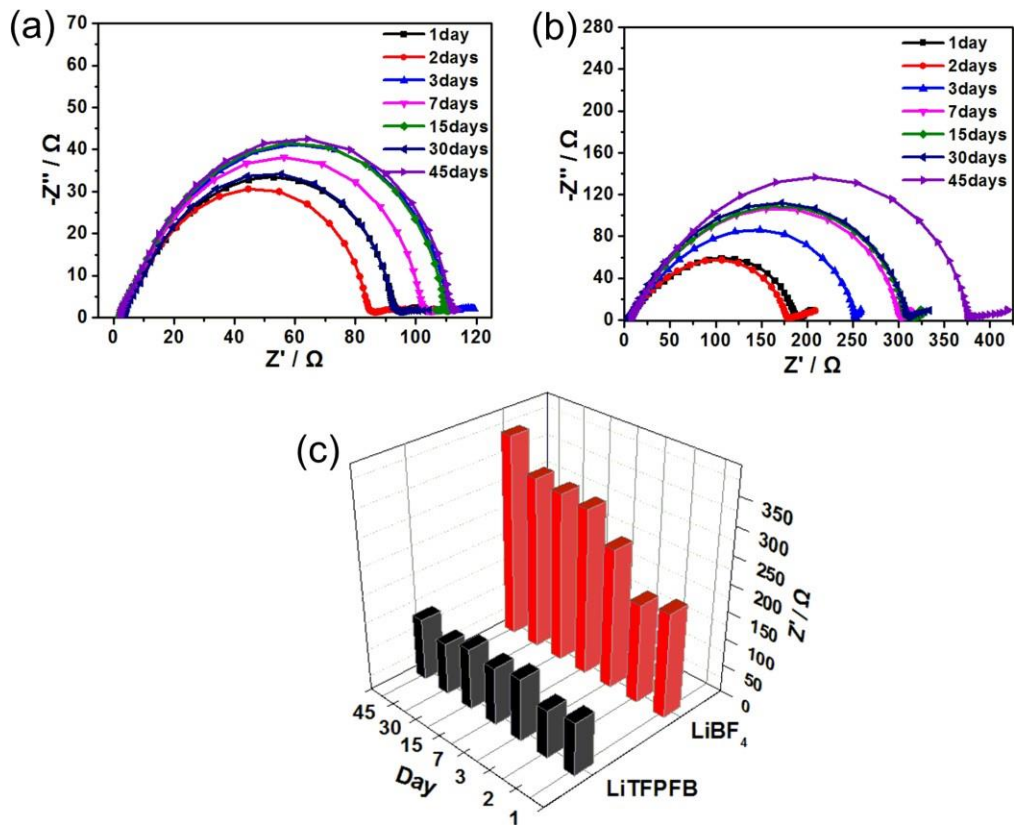 (a)
-Z'' / Ω
70
60
50
40
30
20
10
0
0 20 40 60 80 100 120
Z' / Ω
1day
2days
3days
7days
15days
30days
45days
(b)
-Z'' / Ω
280
240
200
160
120
80
40
0
0 50 100 150 200 250 300 350 400
Z' / Ω
1day
2days
3days
7days
15days
30days
45days
(c)
350
300
250
200
150
100
50
0
Z' / Ω
45
30
15
7
3
2
1
Day
LiBF₄
LiTFPFB